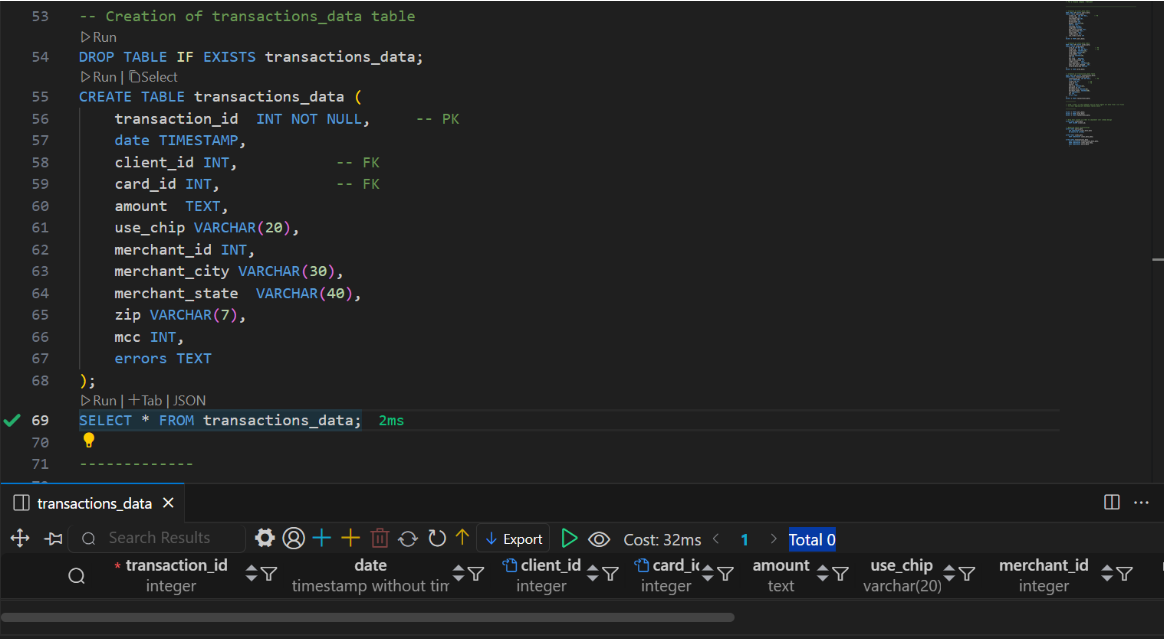 53 -- Creation of transactions_data table
Run
54 DROP TABLE IF EXISTS transactions_data;
Run | Select
55 CREATE TABLE transactions_data (
56 transaction_id INT NOT NULL, -- PK
57 date TIMESTAMP,
58 client_id INT, -- FK
59 card_id INT, -- FK
60 amount TEXT,
61 use_chip VARCHAR(20),
62 merchant_id INT,
63 merchant_city VARCHAR(30),
64 merchant_state VARCHAR(40),
65 zip VARCHAR(7),
66 mcc INT,
67 errors TEXT
68 );
Run | +Tab | JSON
69 SELECT * FROM transactions_data; 2ms
70
71 -------------
transactions_data
Search Results Export Cost: 32ms < 1 > Total 0
* transaction_id date client_id card_id amount use_chip merchant_id
integer timestamp without tim integer integer text varchar(20) integer